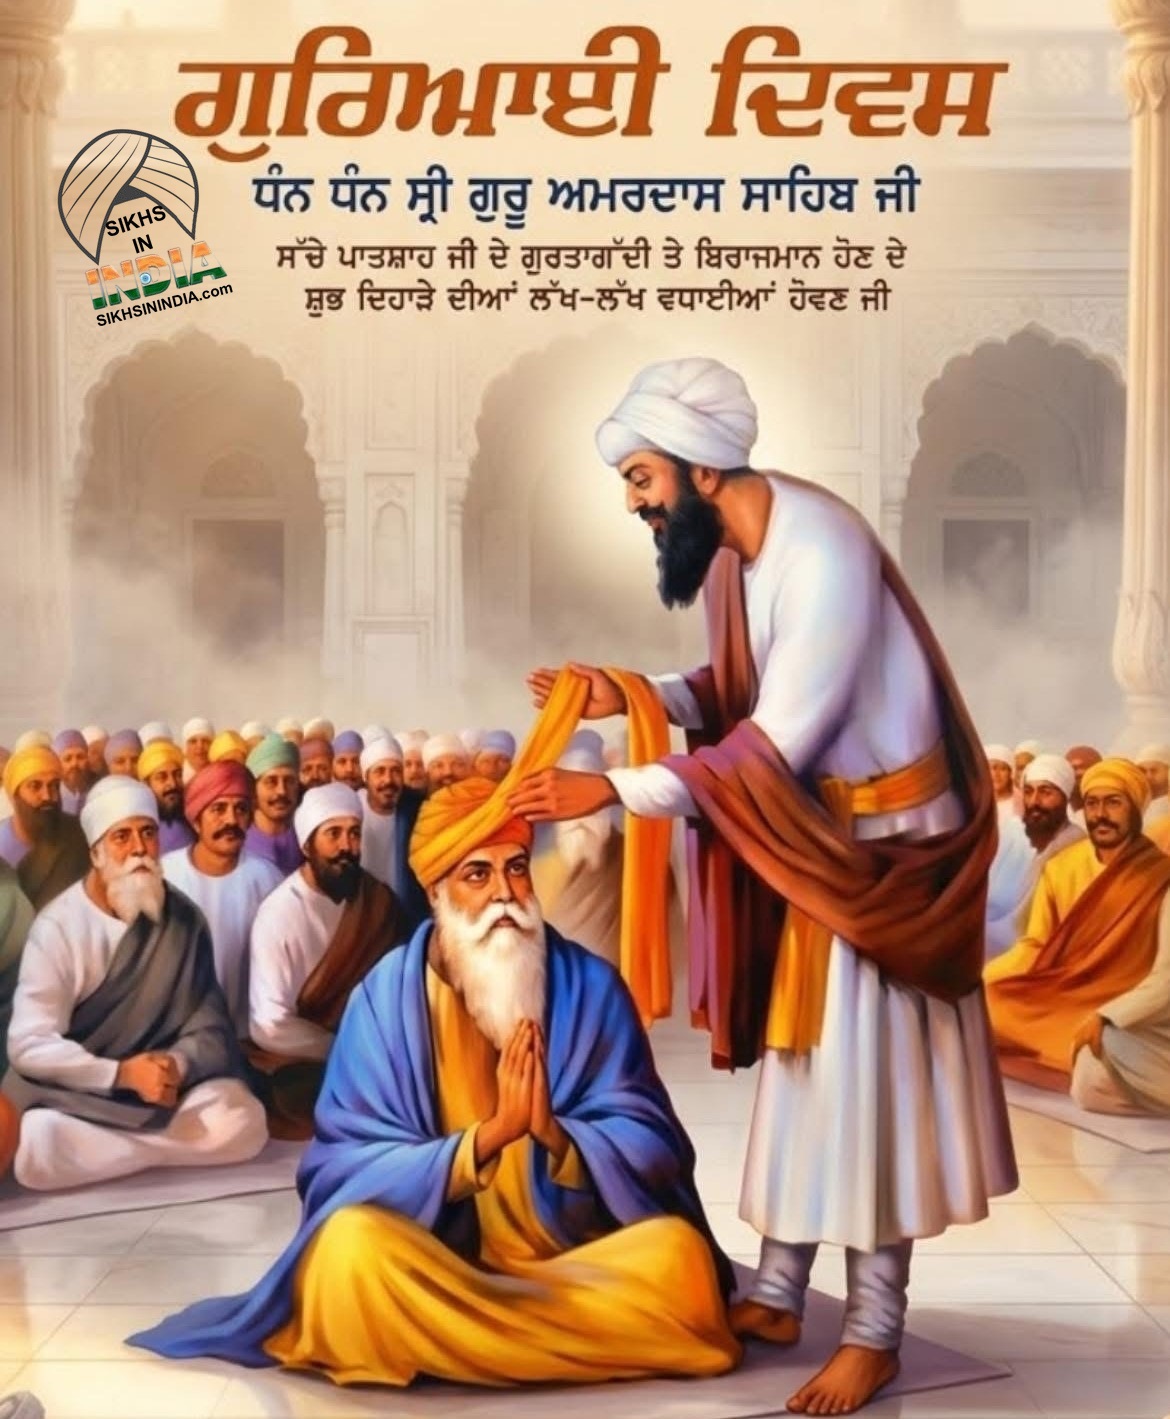 ਗੁਰਿਆਈ ਦਿਵਸ
ਧੰਨ ਧੰਨ ਸ੍ਰੀ ਗੁਰੂ ਅਮਰਦਾਸ ਸਾਹਿਬ ਜੀ
ਸੱਚੇ ਪਾਤਸ਼ਾਹ ਜੀ ਦੇ ਗੁਰਤਾਗੱਦੀ ਤੇ ਬਿਰਾਜਮਾਨ ਹੋਣ ਦੇ
ਸ਼ੁਭ ਦਿਹਾੜੇ ਦੀਆਂ ਲੱਖ-ਲੱਖ ਵਧਾਈਆਂ ਹੋਵਣ ਜੀ
SIKHS
IN
INDIA
SIKHSININDIA.com